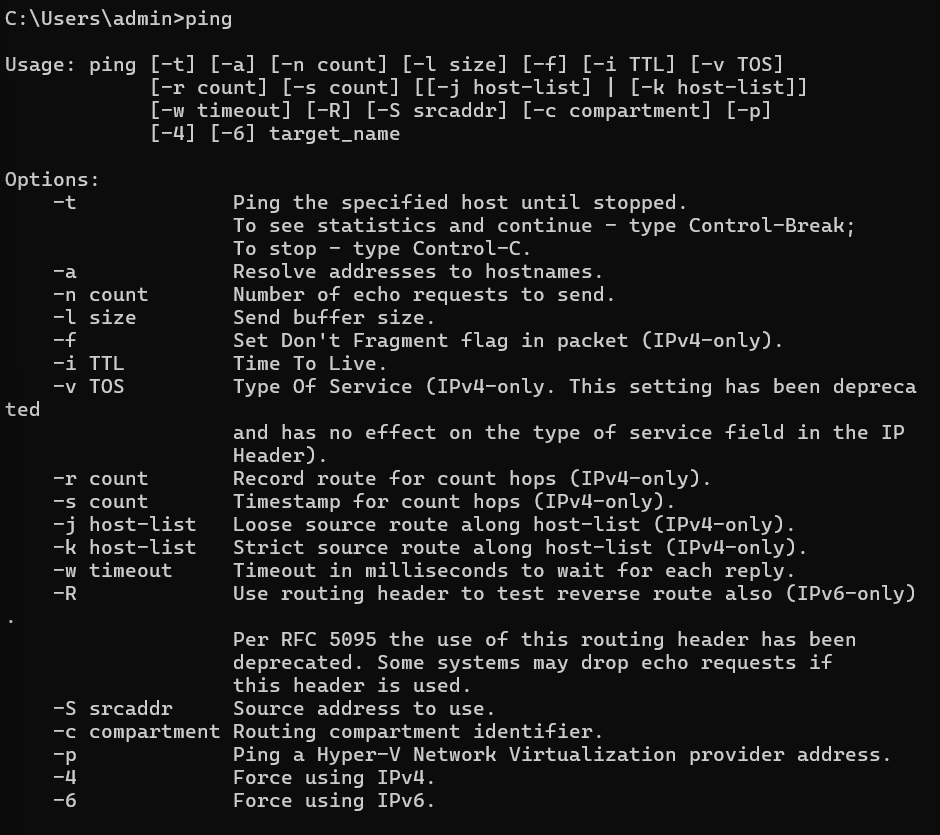 C:\Users\admin>ping
Usage: ping [-t] [-a] [-n count] [-l size] [-f] [-i TTL] [-v TOS]
            [-r count] [-s count] [[-j host-list] | [-k host-list]]
            [-w timeout] [-R] [-S srcaddr] [-c compartment] [-p]
            [-4] [-6] target_name
Options:
    -t             Ping the specified host until stopped.
                   To see statistics and continue - type Control-Break;
                   To stop - type Control-C.
    -a             Resolve addresses to hostnames.
    -n count       Number of echo requests to send.
    -l size        Send buffer size.
    -f             Set Don't Fragment flag in packet (IPv4-only).
    -i TTL         Time To Live.
    -v TOS         Type Of Service (IPv4-only. This setting has been depreca
ted
                   and has no effect on the type of service field in the IP
                   Header).
    -r count       Record route for count hops (IPv4-only).
    -s count       Timestamp for count hops (IPv4-only).
    -j host-list   Loose source route along host-list (IPv4-only).
    -k host-list   Strict source route along host-list (IPv4-only).
    -w timeout     Timeout in milliseconds to wait for each reply.
    -R             Use routing header to test reverse route also (IPv6-only)
.
                   Per RFC 5095 the use of this routing header has been
                   deprecated. Some systems may drop echo requests if
                   this header is used.
    -S srcaddr     Source address to use.
    -c compartment Routing compartment identifier.
    -p             Ping a Hyper-V Network Virtualization provider address.
    -4             Force using IPv4.
    -6             Force using IPv6.